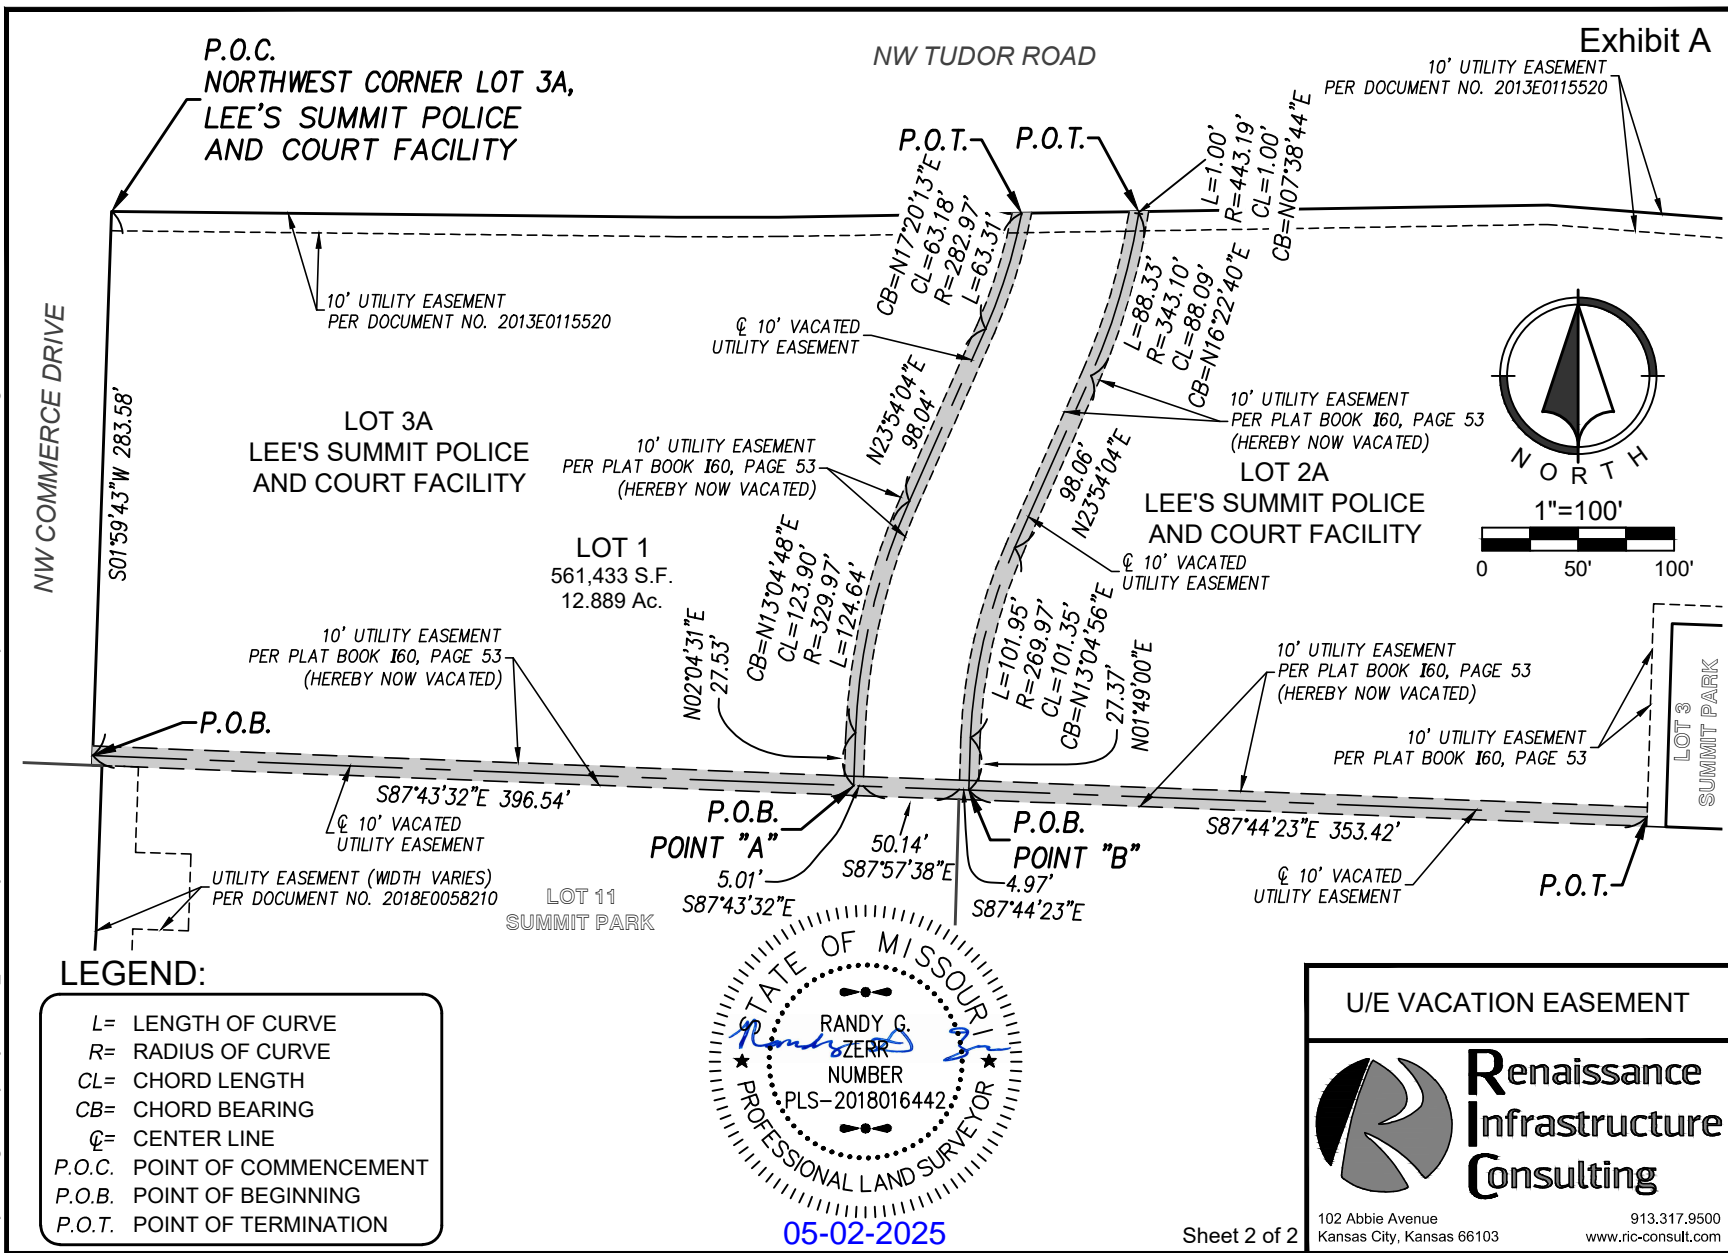 Exhibit A
P.O.C.
NORTHWEST CORNER LOT 3A,
LEE'S SUMMIT POLICE
AND COURT FACILITY
NW TUDOR ROAD
10' UTILITY EASEMENT
PER DOCUMENT NO. 2013E0115520
P.O.T.
P.O.T.
CB=N17°20'13"E
CL=63.18'
R=282.97'
L=63.31'
L=1.00'
R=443.19'
CL=1.00'
CB=N07°38'44"E
10' UTILITY EASEMENT
PER DOCUMENT NO. 2013E0115520
℄ 10' VACATED
UTILITY EASEMENT
L=88.33'
R=343.10'
CL=88.09'
CB=N16°22'40"E
NW COMMERCE DRIVE
S01°59'43"W 283.58'
LOT 3A
LEE'S SUMMIT POLICE
AND COURT FACILITY
N23°54'04"E
98.04'
10' UTILITY EASEMENT
PER PLAT BOOK I60, PAGE 53
(HEREBY NOW VACATED)
10' UTILITY EASEMENT
PER PLAT BOOK I60, PAGE 53
(HEREBY NOW VACATED)
98.06'
N23°54'04"E
LOT 2A
LEE'S SUMMIT POLICE
AND COURT FACILITY
NORTH
1"=100'
0 50' 100'
LOT 1
561,433 S.F.
12.889 Ac.
CB=N13°04'48"E
CL=123.90'
R=329.97'
L=124.64'
℄ 10' VACATED
UTILITY EASEMENT
N02°04'31"E
27.53'
L=101.95'
R=269.97'
CL=101.35'
CB=N13°04'56"E
27.37'
N01°49'00"E
10' UTILITY EASEMENT
PER PLAT BOOK I60, PAGE 53
(HEREBY NOW VACATED)
10' UTILITY EASEMENT
PER PLAT BOOK I60, PAGE 53
(HEREBY NOW VACATED)
10' UTILITY EASEMENT
PER PLAT BOOK I60, PAGE 53
LOT 3
SUMMIT PARK
P.O.B.
S87°43'32"E 396.54'
℄ 10' VACATED
UTILITY EASEMENT
P.O.B.
POINT "A"
5.01'
S87°43'32"E
50.14'
S87°57'38"E
P.O.B.
POINT "B"
4.97'
S87°44'23"E
S87°44'23"E 353.42'
℄ 10' VACATED
UTILITY EASEMENT
P.O.T.
UTILITY EASEMENT (WIDTH VARIES)
PER DOCUMENT NO. 2018E0058210
LOT 11
SUMMIT PARK
LEGEND:
L= LENGTH OF CURVE
R= RADIUS OF CURVE
CL= CHORD LENGTH
CB= CHORD BEARING
℄= CENTER LINE
P.O.C. POINT OF COMMENCEMENT
P.O.B. POINT OF BEGINNING
P.O.T. POINT OF TERMINATION
STATE OF MISSOURI
RANDY G.
ZERR
NUMBER
PLS-2018016442
PROFESSIONAL LAND SURVEYOR
05-02-2025
Sheet 2 of 2
U/E VACATION EASEMENT
Renaissance
Infrastructure
Consulting
102 Abbie Avenue
Kansas City, Kansas 66103
913.317.9500
www.ric-consult.com